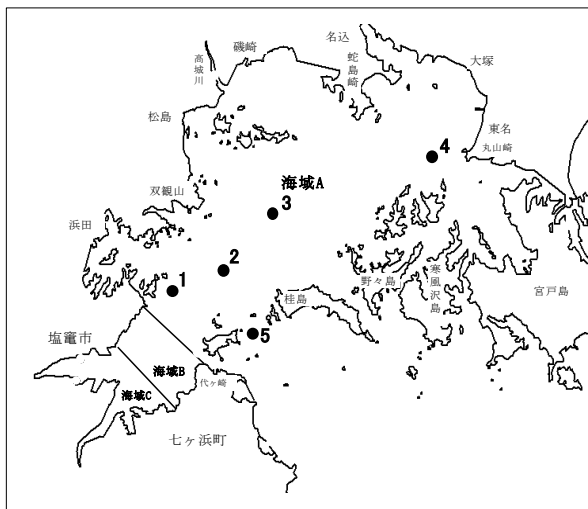 名込
磯崎
大塚
蛇島崎
高城川
松島
東名
丸山崎
4
海域A
双観山
3
浜田
2
1
野々島
寒風沢島
宮戸島
桂島
塩竈市
5
海域B
代ヶ崎
海域C
七ヶ浜町